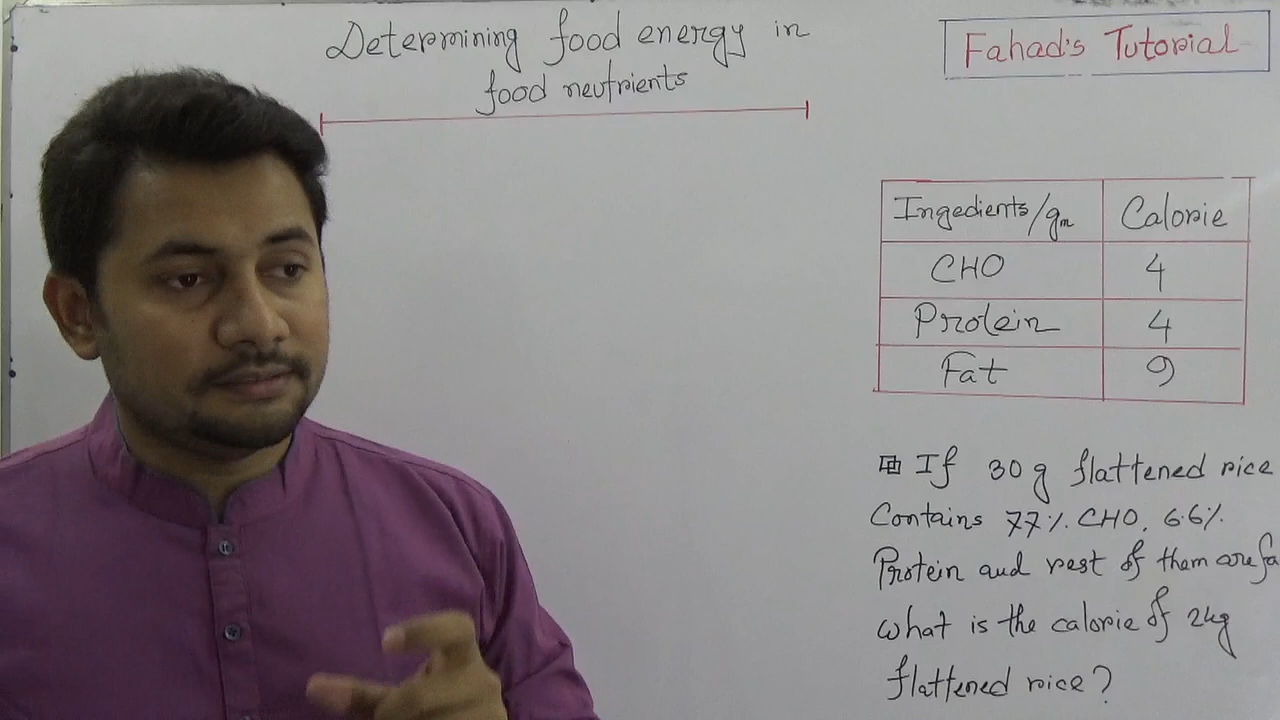 Determining food energy in
food neutrients
Fahad's Tutorial
Ingedients/gm Calorie
CHO 4
Protein 4
Fat 9
If 30 g flattened rice
Contains 77%. CHO, 6.6%.
Protein and rest of them are fa
What is the calorie of 2kg
flattened rice?